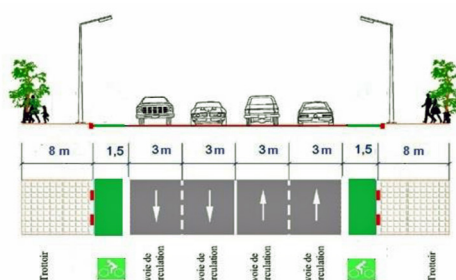 8 m
1,5
3 m
3 m
3 m
3 m
1,5
8 m
Trottoir
voie de
circulation
voie de
circulation
voie de
circulation
voie de
circulation
Trottoir